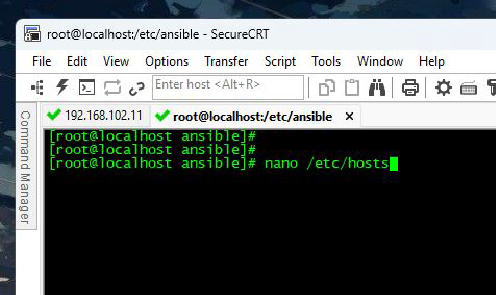 root@localhost:/etc/ansible - SecureCRT
File Edit View Options Transfer Script Tools Window Help
Enter host <Alt+R>
192.168.102.11 root@localhost:/etc/ansible
Command Manager
[root@localhost ansible]#
[root@localhost ansible]#
[root@localhost ansible]# nano /etc/hosts